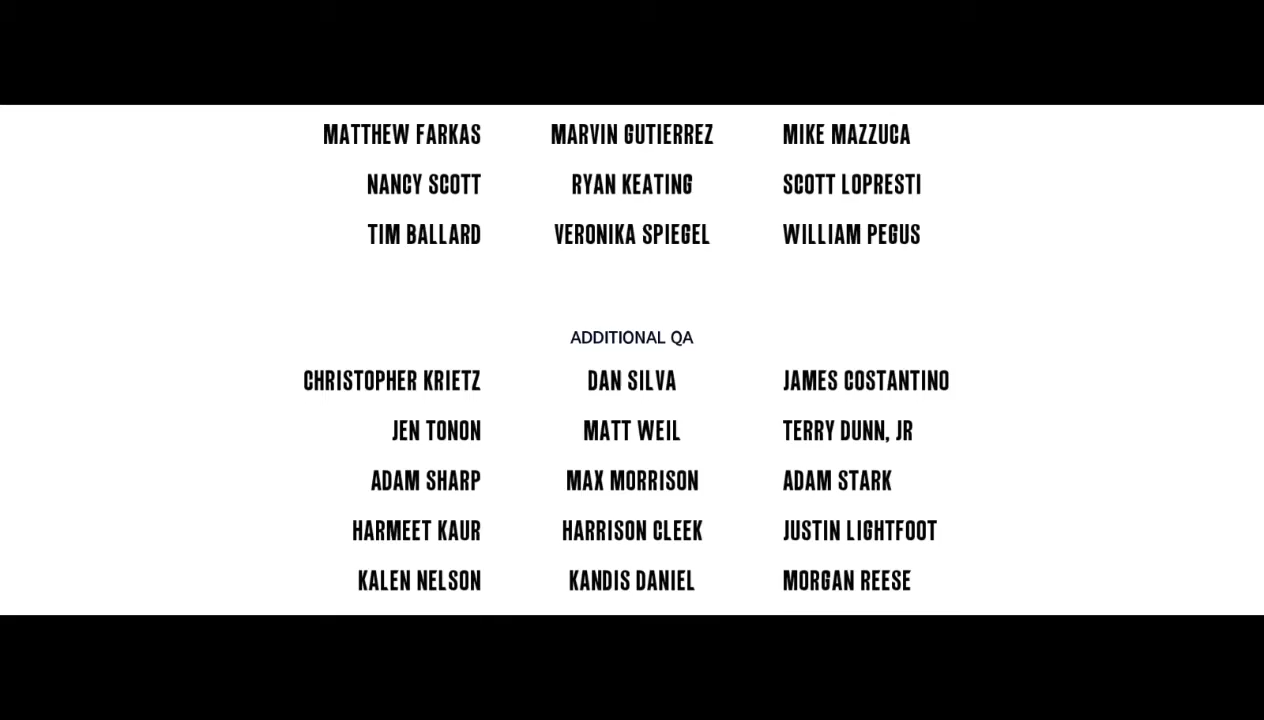 MATTHEW FARKAS MARVIN GUTIERREZ MIKE MAZZUCA
NANCY SCOTT RYAN KEATING SCOTT LOPRESTI
TIM BALLARD VERONIKA SPIEGEL WILLIAM PEGUS
ADDITIONAL QA
CHRISTOPHER KRIETZ DAN SILVA JAMES COSTANTINO
JEN TONON MATT WEIL TERRY DUNN, JR
ADAM SHARP MAX MORRISON ADAM STARK
HARMEET KAUR HARRISON CLEEK JUSTIN LIGHTFOOT
KALEN NELSON KANDIS DANIEL MORGAN REESE